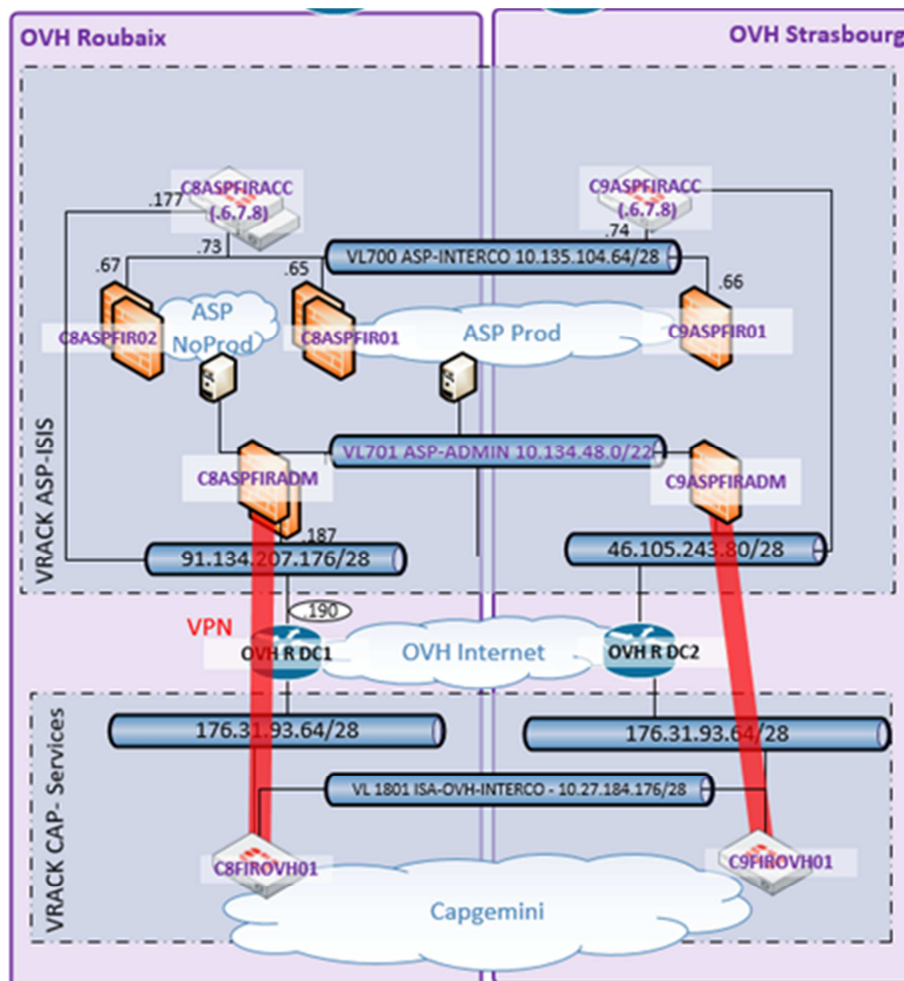 OVH Roubaix
OVH Strasbourg
C8ASPFIRACC
(.6.7.8)
C9ASPFIRACC
(.6.7.8)
.177
.73
.74
VL700 ASP-INTERCO 10.135.104.64/28
.67
.65
.66
C8ASPFIR02
ASP
NoProd
C8ASPFIR01
ASP Prod
C9ASPFIR01
VRACK ASP-ISIS
VL701 ASP-ADMIN 10.134.48.0/22
C8ASPFIRADM
C9ASPFIRADM
.187
91.134.207.176/28
46.105.243.80/28
.190
VPN
OVH R DC1
OVH Internet
OVH R DC2
176.31.93.64/28
176.31.93.64/28
VRACK CAP- Services
VL 1801 ISA-OVH-INTERCO - 10.27.184.176/28
C8FIROVH01
C9FIROVH01
Capgemini